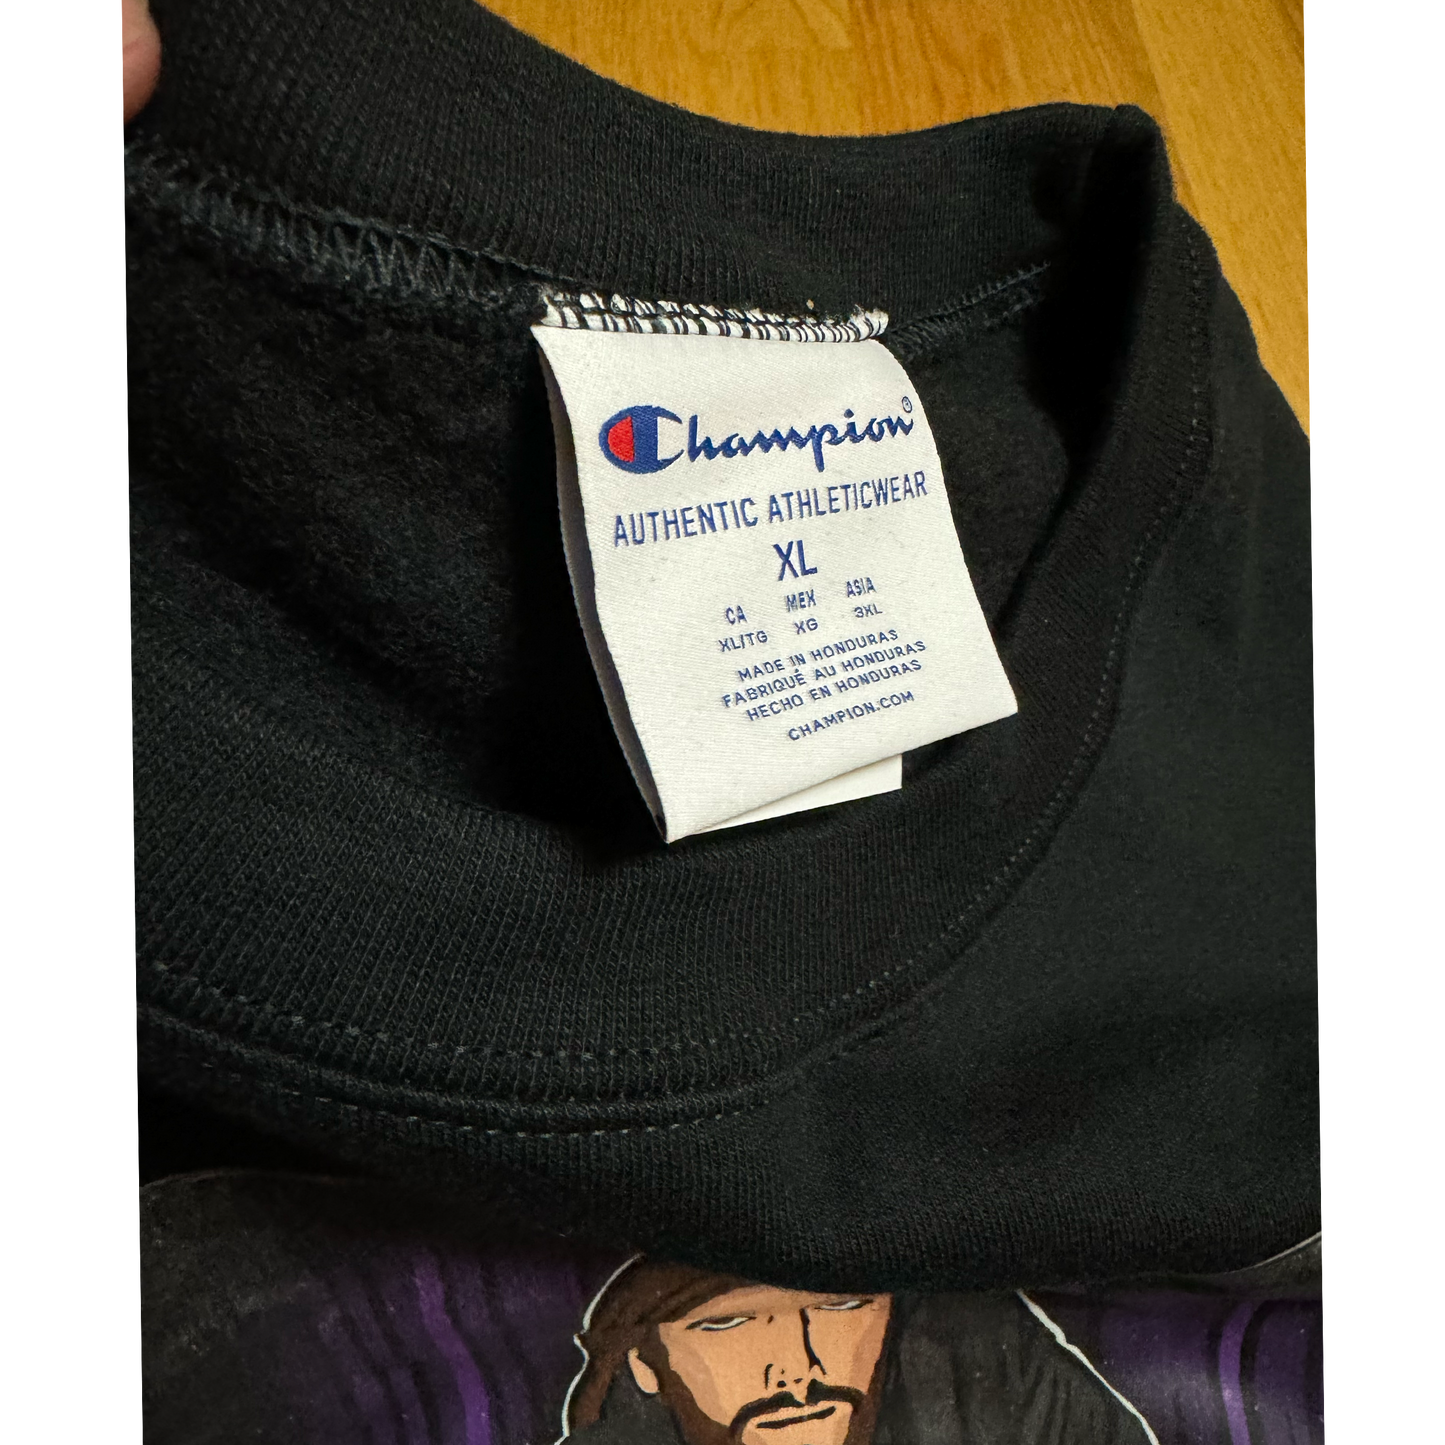 Champion®
AUTHENTIC ATHLETICWEAR
XL
CA MEX ASIA
XL/TG XG 3XL
MADE IN HONDURAS
FABRIQUÉ AU HONDURAS
HECHO EN HONDURAS
CHAMPION.COM